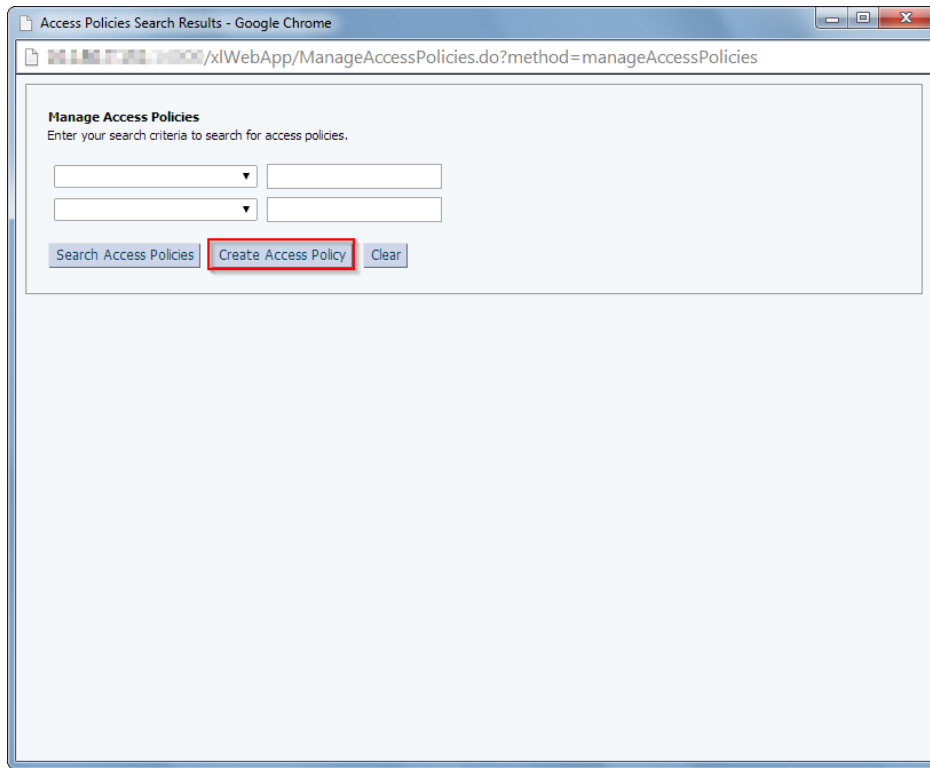 Access Policies Search Results - Google Chrome
/xlWebApp/ManageAccessPolicies.do?method=manageAccessPolicies
Manage Access Policies
Enter your search criteria to search for access policies.
Search Access Policies Create Access Policy Clear